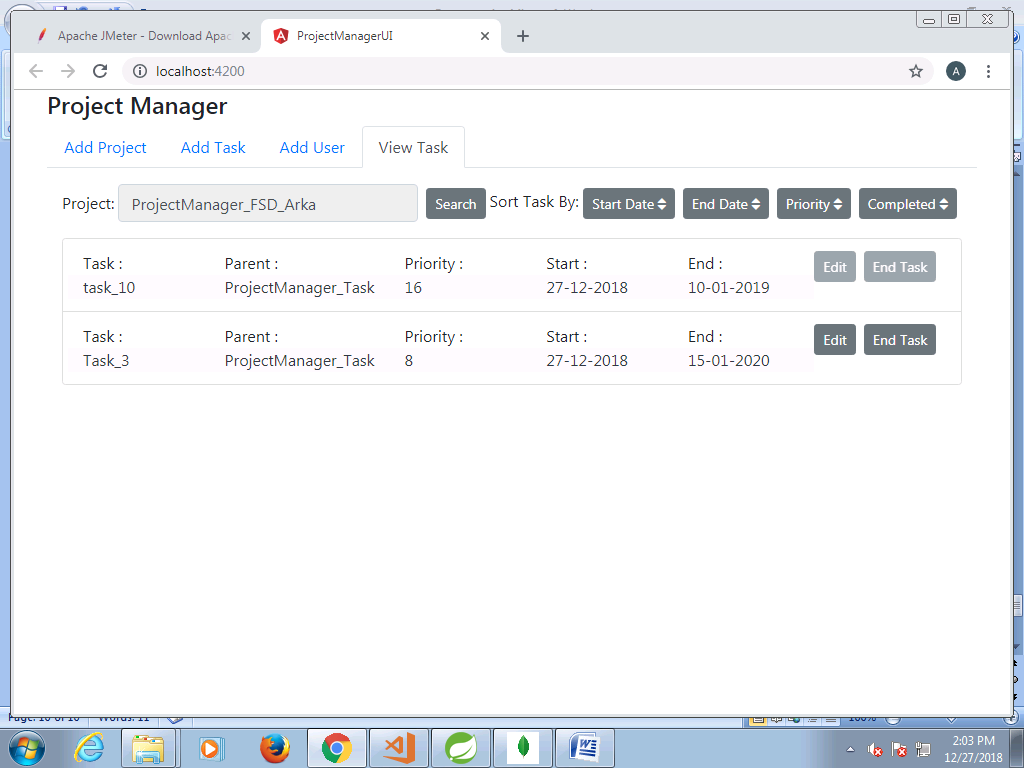 Apache JMeter - Download Apac
ProjectManagerUI
localhost:4200
A
Project Manager
Add Project
Add Task
Add User
View Task
Project: ProjectManager_FSD_Arka Search Sort Task By: Start Date End Date Priority Completed
Task : Parent : Priority : Start : End : Edit End Task
task_10 ProjectManager_Task 16 27-12-2018 10-01-2019
Task : Parent : Priority : Start : End : Edit End Task
Task_3 ProjectManager_Task 8 27-12-2018 15-01-2020
2:03 PM
12/27/2018